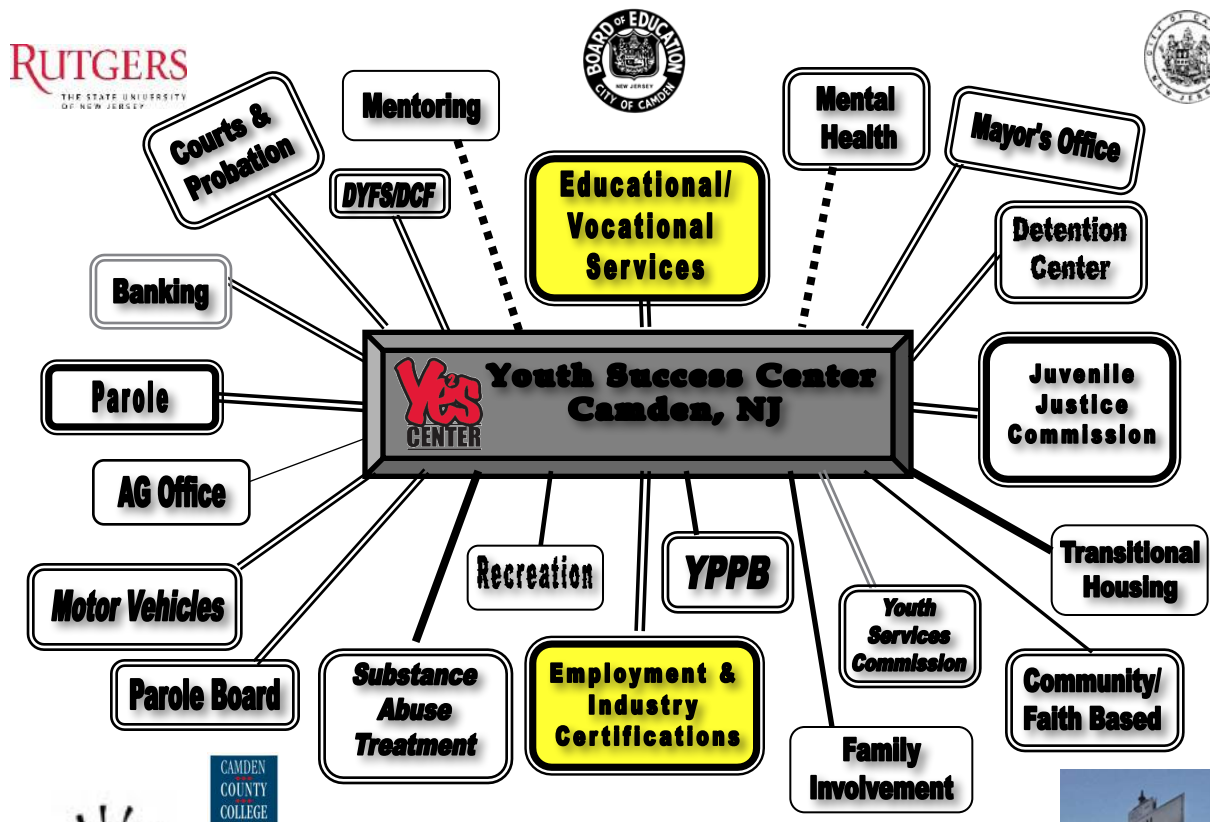 RUTGERS
THE STATE UNIVERSITY
OF NEW JERSEY
BOARD OF EDUCATION
NEW JERSEY
CITY OF CAMDEN
Courts &
Probation
Mentoring
DYFS/DCF
Educational/
Vocational
Services
Mental
Health
Mayor's Office
Detention
Center
Banking
Parole
Ye2s
CENTER
Youth Success Center
Camden, NJ
Juvenile
Justice
Commission
AG Office
Motor Vehicles
Parole Board
Substance
Abuse
Treatment
Recreation
Employment &
Industry
Certifications
YPPB
Youth
Services
Commission
Family
Involvement
Transitional
Housing
Community/
Faith Based
CAMDEN
COUNTY
COLLEGE